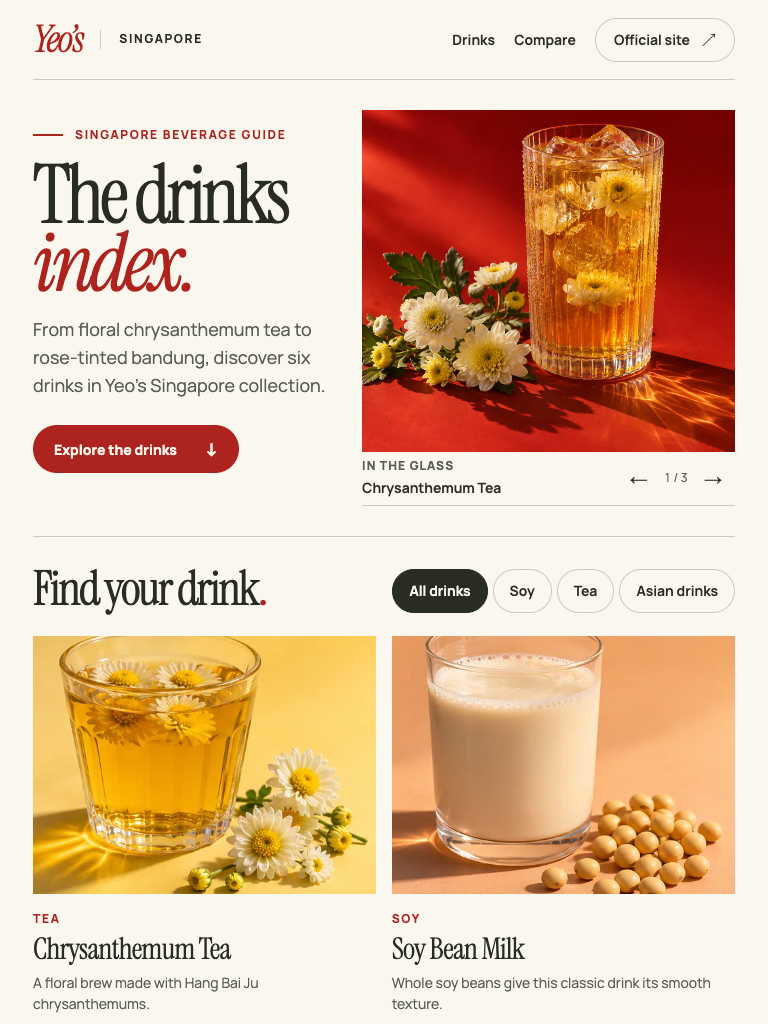 Yeo's
SINGAPORE
Drinks
Compare
Official site ↗
SINGAPORE BEVERAGE GUIDE
The drinks
index.
From floral chrysanthemum tea to
rose-tinted bandung, discover six
drinks in Yeo's Singapore collection.
Explore the drinks ↓
IN THE GLASS
Chrysanthemum Tea
← 1 / 3 →
Find your drink.
All drinks
Soy
Tea
Asian drinks
TEA
Chrysanthemum Tea
A floral brew made with Hang Bai Ju
chrysanthemums.
SOY
Soy Bean Milk
Whole soy beans give this classic drink its smooth
texture.